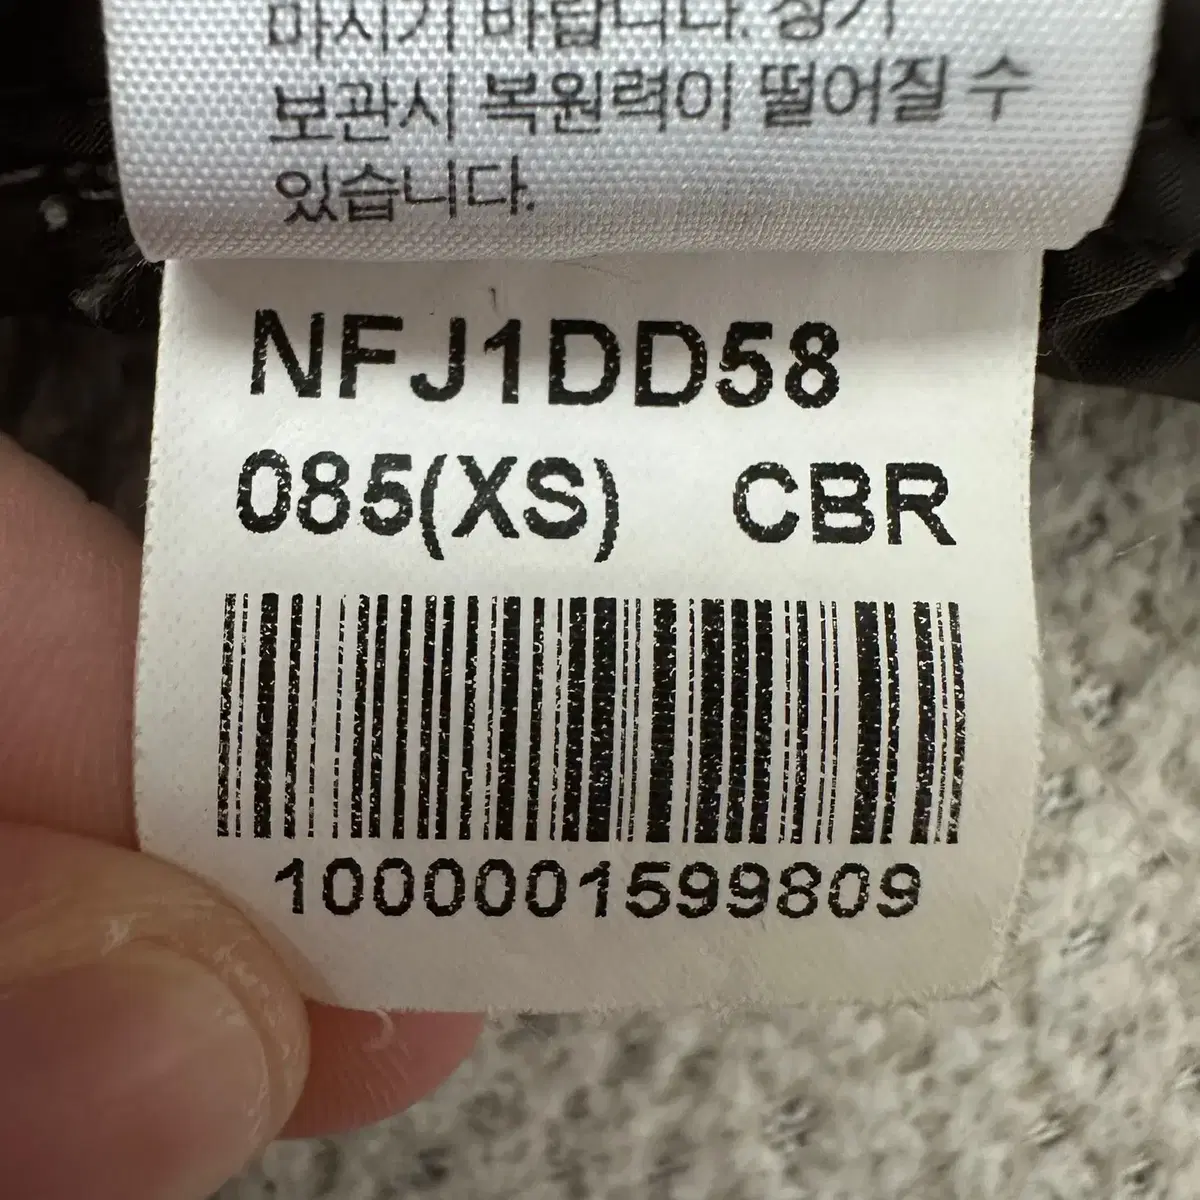 마시기 바랍니다. 장기
보관시 복원력이 떨어질 수
있습니다.
NFJ1DD58
085(XS) CBR
1000001599809